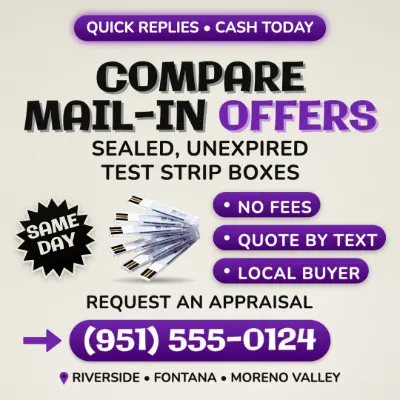 QUICK REPLIES • CASH TODAY
COMPARE
MAIL-IN OFFERS
SEALED, UNEXPIRED
TEST STRIP BOXES
SAME
DAY
• NO FEES
• QUOTE BY TEXT
• LOCAL BUYER
REQUEST AN APPRAISAL
(951) 555-0124
RIVERSIDE • FONTANA • MORENO VALLEY